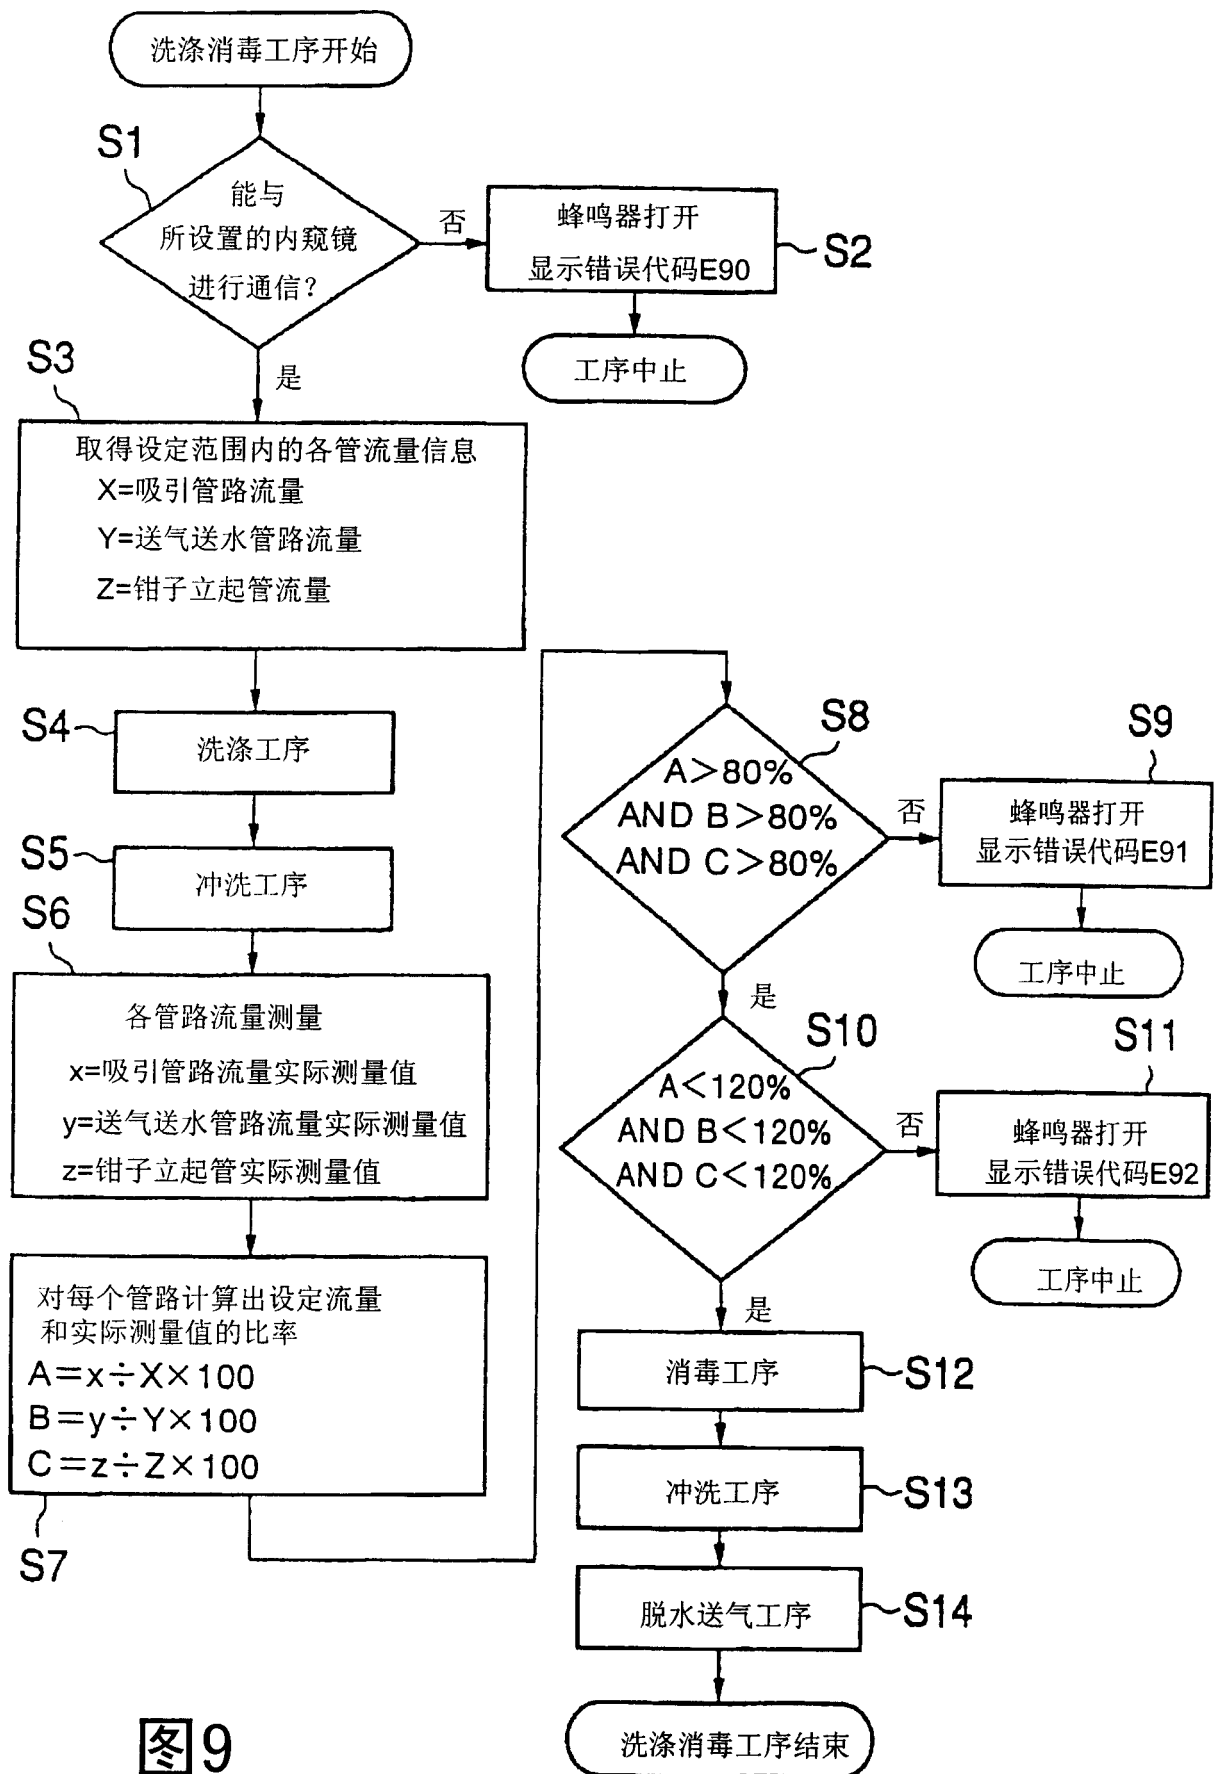 洗涤消毒工序开始
S1
能与
所设置的内窥镜
进行通信？
否
蜂鸣器打开
显示错误代码E90
S2
工序中止
是
S3
取得设定范围内的各管流量信息
X=吸引管路流量
Y=送气送水管路流量
Z=钳子立起管流量
S4
洗涤工序
S5
冲洗工序
S6
各管路流量测量
x=吸引管路流量实际测量值
y=送气送水管路流量实际测量值
z=钳子立起管实际测量值
对每个管路计算出设定流量
和实际测量值的比率
A＝x÷X×100
B＝y÷Y×100
C＝z÷Z×100
S7
S8
A＞80%
AND B＞80%
AND C＞80%
否
S9
蜂鸣器打开
显示错误代码E91
工序中止
是
S10
A＜120%
AND B＜120%
AND C＜120%
否
S11
蜂鸣器打开
显示错误代码E92
工序中止
是
消毒工序
S12
冲洗工序
S13
脱水送气工序
S14
洗涤消毒工序结束
图9